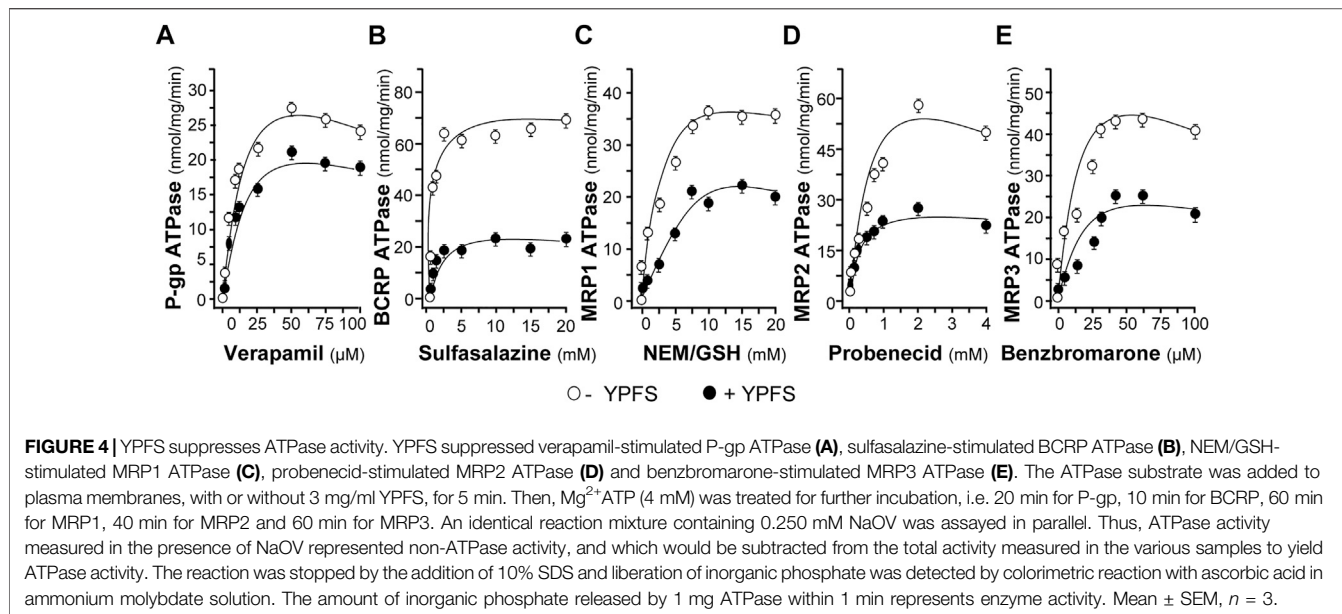 A
B
C
D
E
P-gp ATPase (nmol/mg/min)
30
25
20
15
10
5
0
0 25 50 75 100
Verapamil (µM)
BCRP ATPase (nmol/mg/min)
80
60
40
20
0
0 5 10 15 20
Sulfasalazine (mM)
MRP1 ATPase (nmol/mg/min)
40
30
20
10
0
0 5 10 15 20
NEM/GSH (mM)
MRP2 ATPase (nmol/mg/min)
60
45
30
15
0
0 1 2 3 4
Probenecid (mM)
MRP3 ATPase (nmol/mg/min)
50
40
30
20
10
0
0 25 50 75 100
Benzbromarone (µM)
- YPFS + YPFS
FIGURE 4 | YPFS suppresses ATPase activity. YPFS suppressed verapamil-stimulated P-gp ATPase (A), sulfasalazine-stimulated BCRP ATPase (B), NEM/GSH-
stimulated MRP1 ATPase (C), probenecid-stimulated MRP2 ATPase (D) and benzbromarone-stimulated MRP3 ATPase (E). The ATPase substrate was added to
plasma membranes, with or without 3 mg/ml YPFS, for 5 min. Then, Mg²⁺ATP (4 mM) was treated for further incubation, i.e. 20 min for P-gp, 10 min for BCRP, 60 min
for MRP1, 40 min for MRP2 and 60 min for MRP3. An identical reaction mixture containing 0.250 mM NaOV was assayed in parallel. Thus, ATPase activity
measured in the presence of NaOV represented non-ATPase activity, and which would be subtracted from the total activity measured in the various samples to yield
ATPase activity. The reaction was stopped by the addition of 10% SDS and liberation of inorganic phosphate was detected by colorimetric reaction with ascorbic acid in
ammonium molybdate solution. The amount of inorganic phosphate released by 1 mg ATPase within 1 min represents enzyme activity. Mean ± SEM, n = 3.